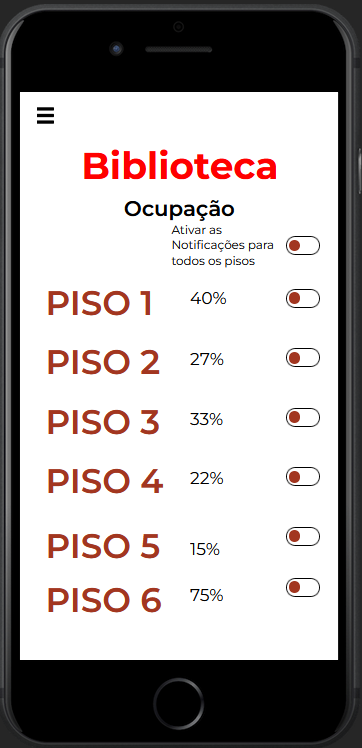 Biblioteca
Ocupação
Ativar as
Notificações para
todos os pisos
PISO 1 40%
PISO 2 27%
PISO 3 33%
PISO 4 22%
PISO 5 15%
PISO 6 75%